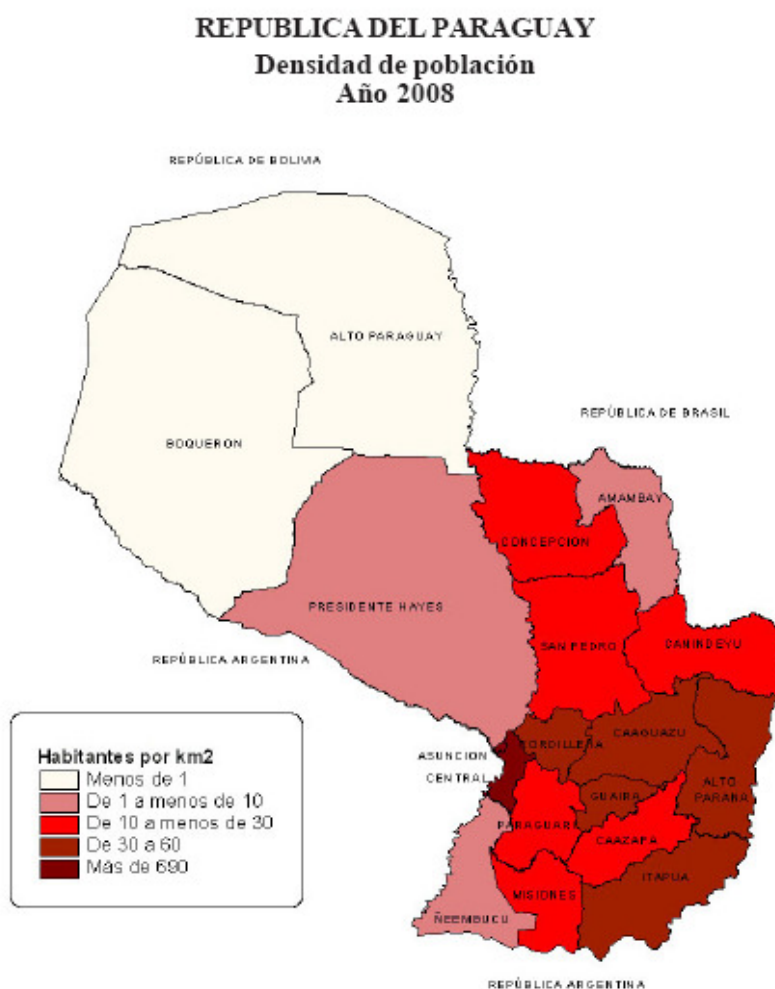 REPUBLICA DEL PARAGUAY
Densidad de población
Año 2008
REPÚBLICA DE BOLIVIA
ALTO PARAGUAY
REPÚBLICA DE BRASIL
BOQUERON
AMAMBAY
CONCEPCION
PRESIDENTE HAYES
SAN PEDRO
CANINDEYU
REPÚBLICA ARGENTINA
CAAGUAZU
CORDILLERA
ASUNCION
CENTRAL
ALTO
PARANA
GUAIRA
PARAGUARI
CAAZAPA
ITAPUA
MISIONES
ÑEEMBUCU
Habitantes por km2
Menos de 1
De 1 a menos de 10
De 10 a menos de 30
De 30 a 60
Más de 690
REPÚBLICA ARGENTINA